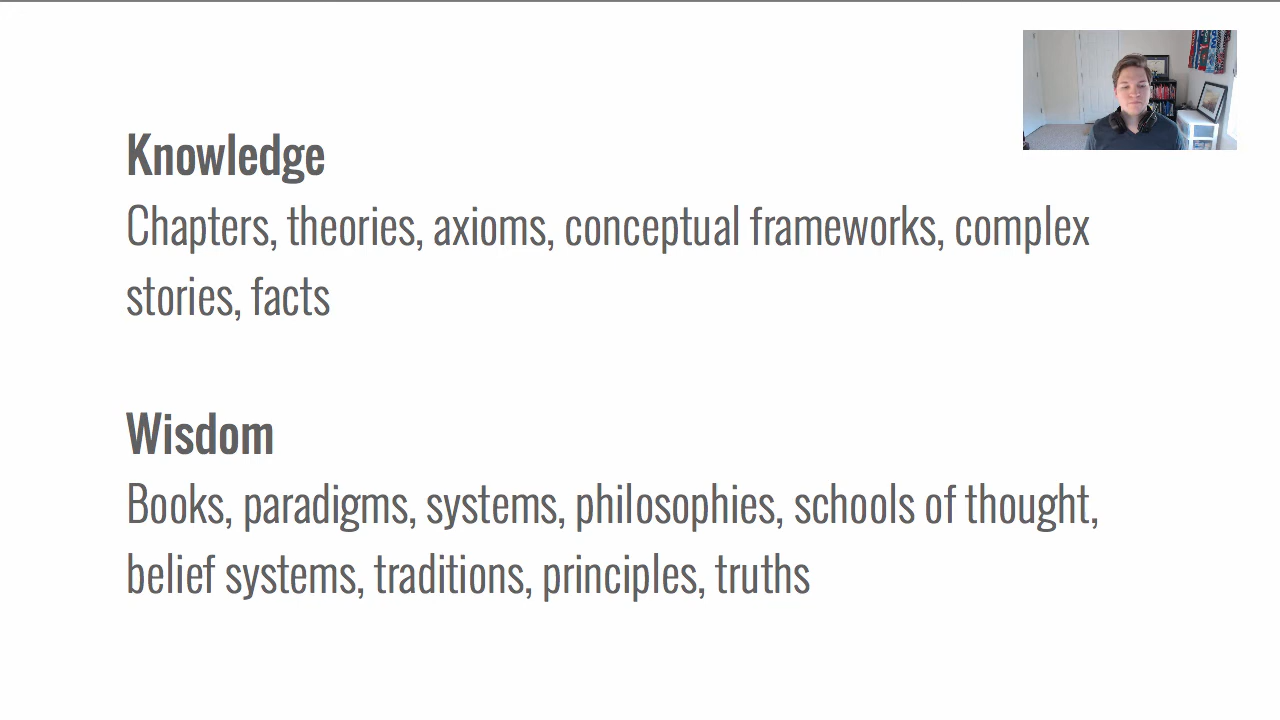 Knowledge
Chapters, theories, axioms, conceptual frameworks, complex
stories, facts
Wisdom
Books, paradigms, systems, philosophies, schools of thought,
belief systems, traditions, principles, truths